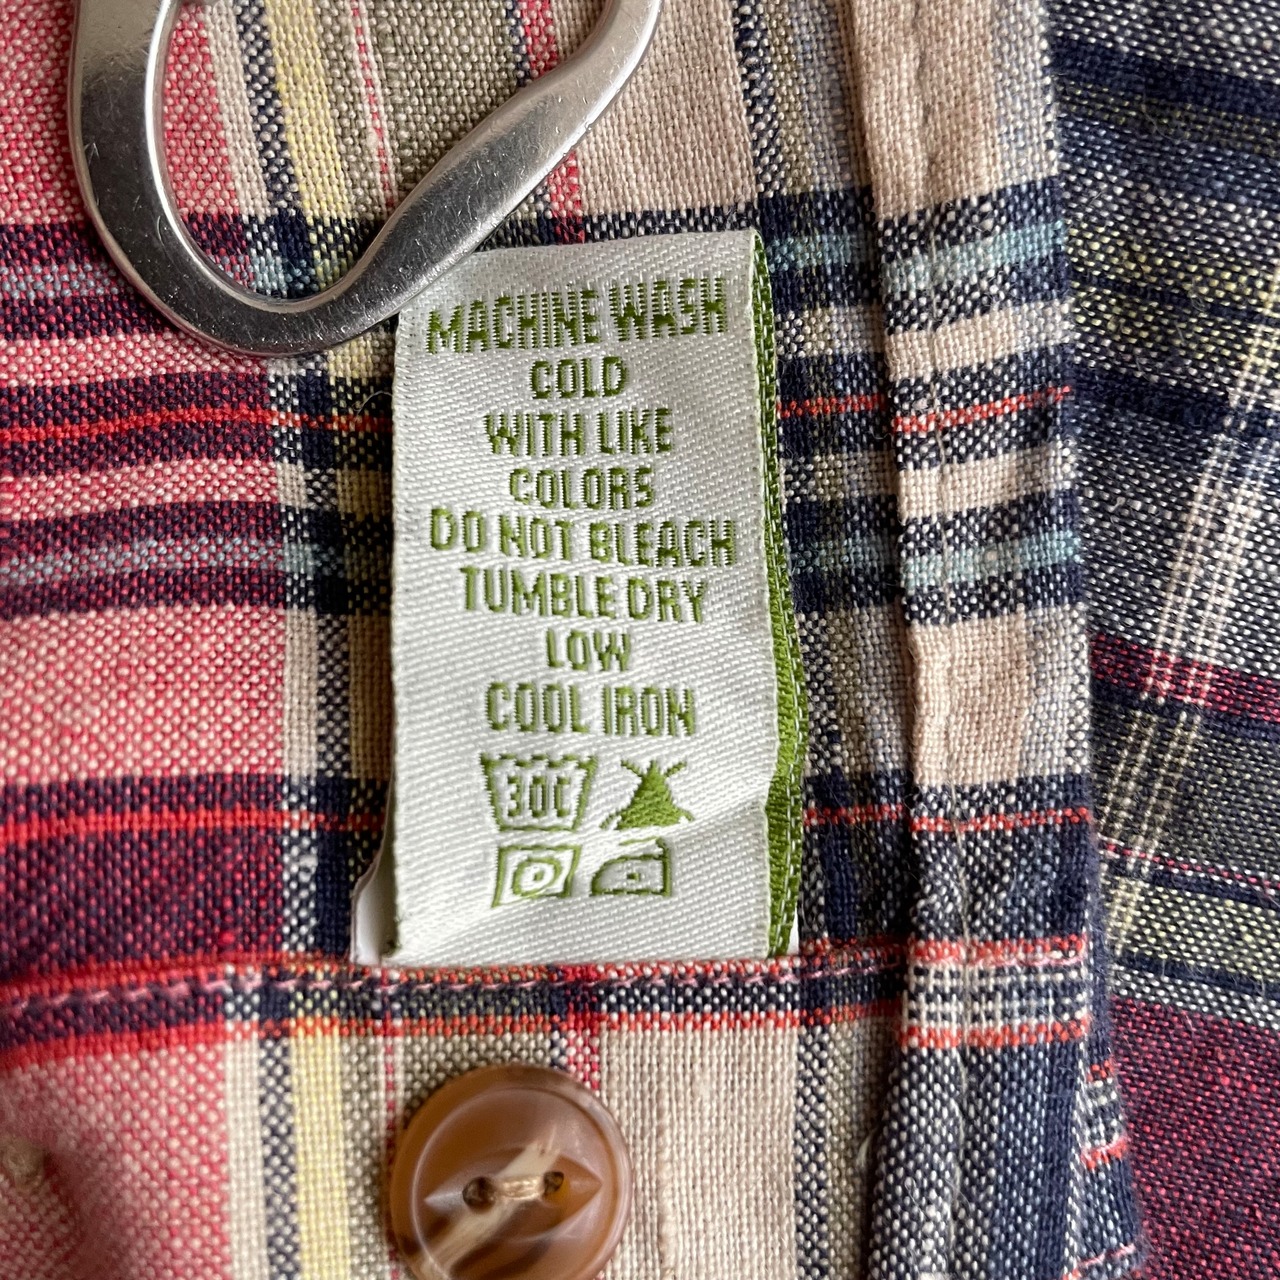 MACHINE WASH
COLD
WITH LIKE
COLORS
DO NOT BLEACH
TUMBLE DRY
LOW
COOL IRON
30C